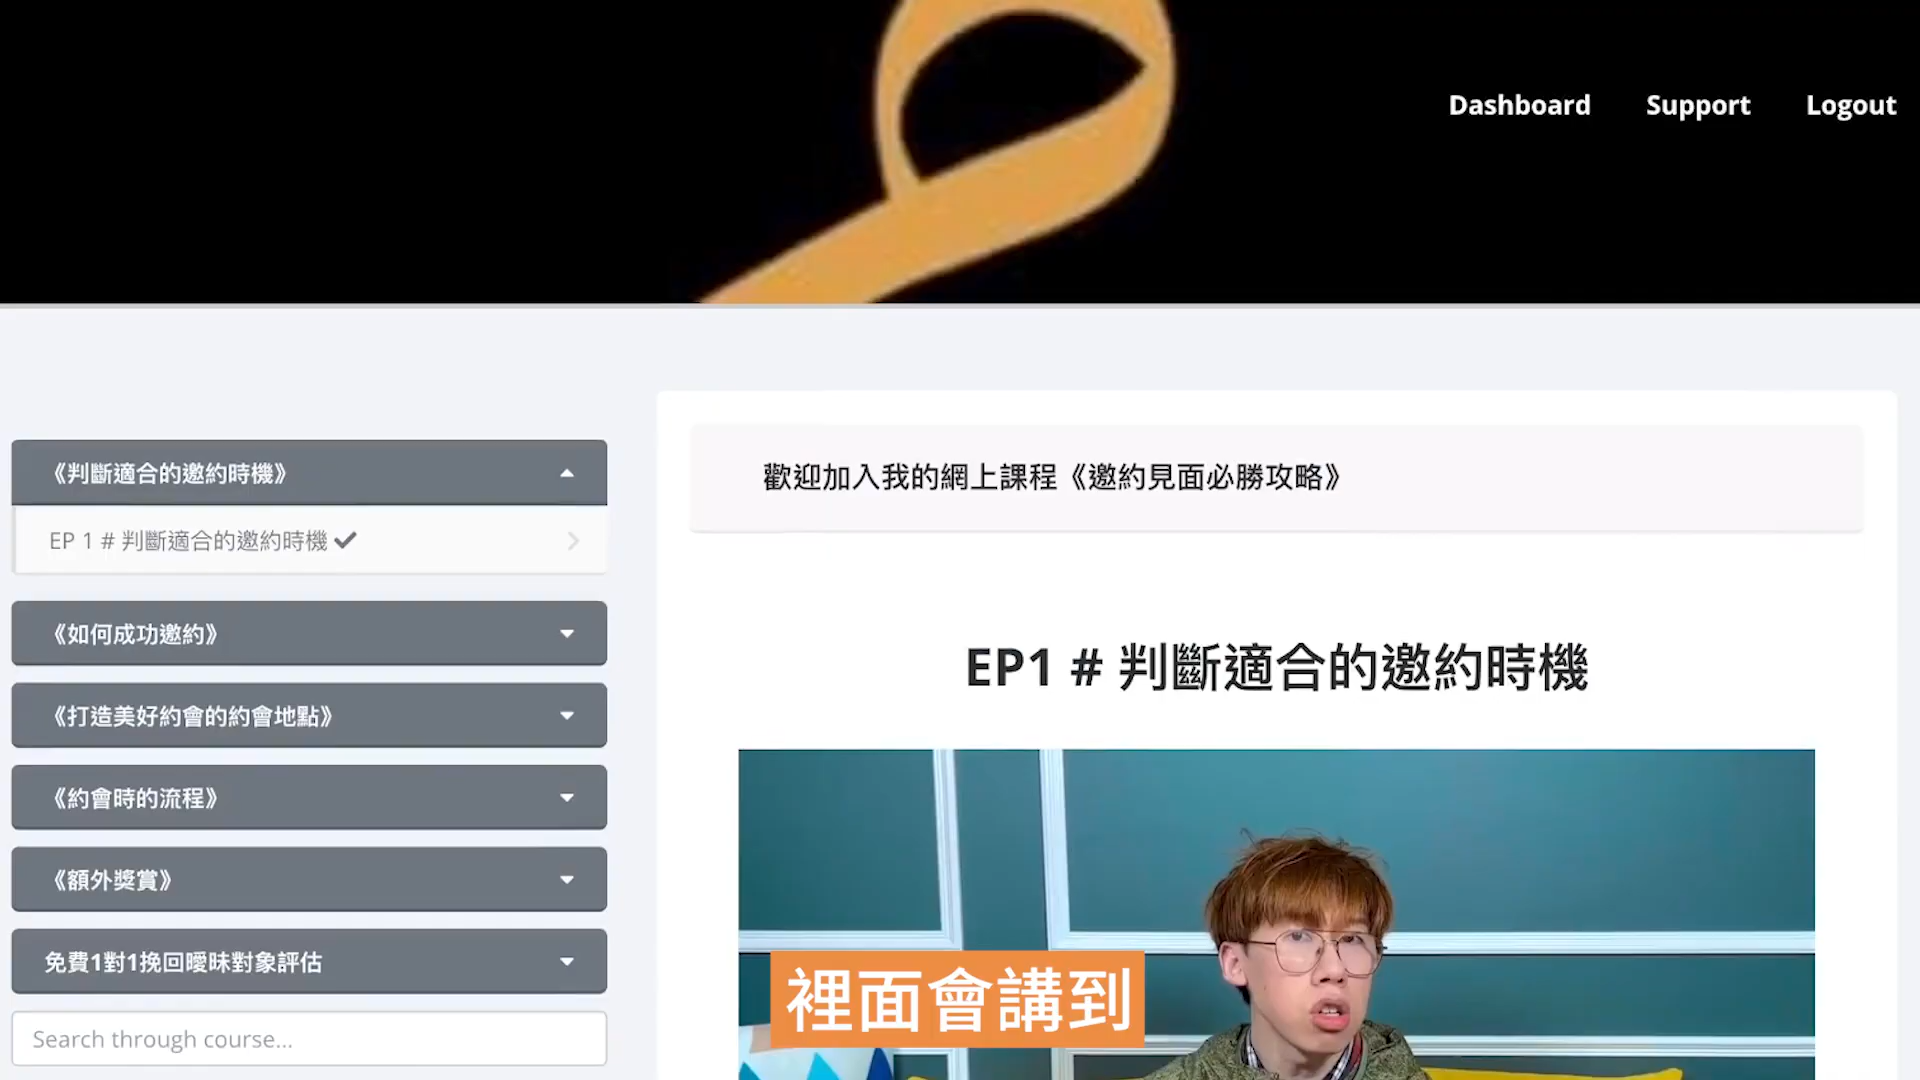 Dashboard
Support
Logout
《判斷適合的邀約時機》
EP 1 # 判斷適合的邀約時機
《如何成功邀約》
《打造美好約會的約會地點》
《約會時的流程》
《額外獎賞》
免費1對1挽回曖昧對象評估
Search through course...
歡迎加入我的網上課程《邀約見面必勝攻略》
EP1 # 判斷適合的邀約時機
裡面會講到